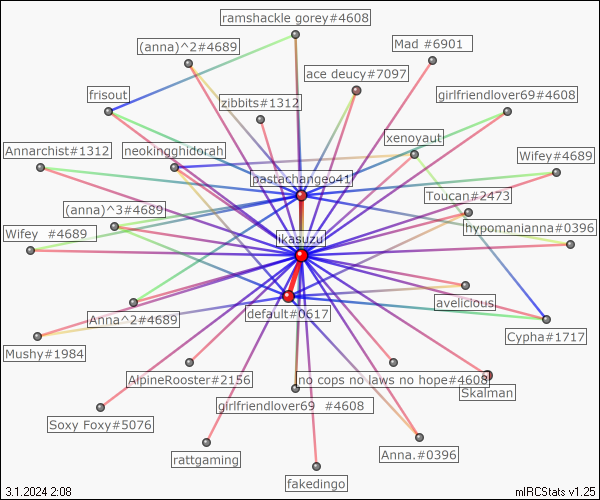 ramshackle gorey#4608
(anna)^2#4689
Mad #6901
ace deucy#7097
frisout
zibbits#1312
girlfriendlover69#4608
xenoyaut
Annarchist#1312
neokingghidorah
Wifey#4689
pastachangeo41
Toucan#2473
(anna)^3#4689
hypomanianna#0396
Wifey #4689
ikasuzu
avelicious
default#0617
Anna^2#4689
Cypha#1717
Mushy#1984
AlpineRooster#2156
no cops no laws no hope#4608
Skalman
girlfriendlover69 #4608
Soxy Foxy#5076
Anna.#0396
rattgaming
fakedingo
3.1.2024 2:08
mIRCStats v1.25